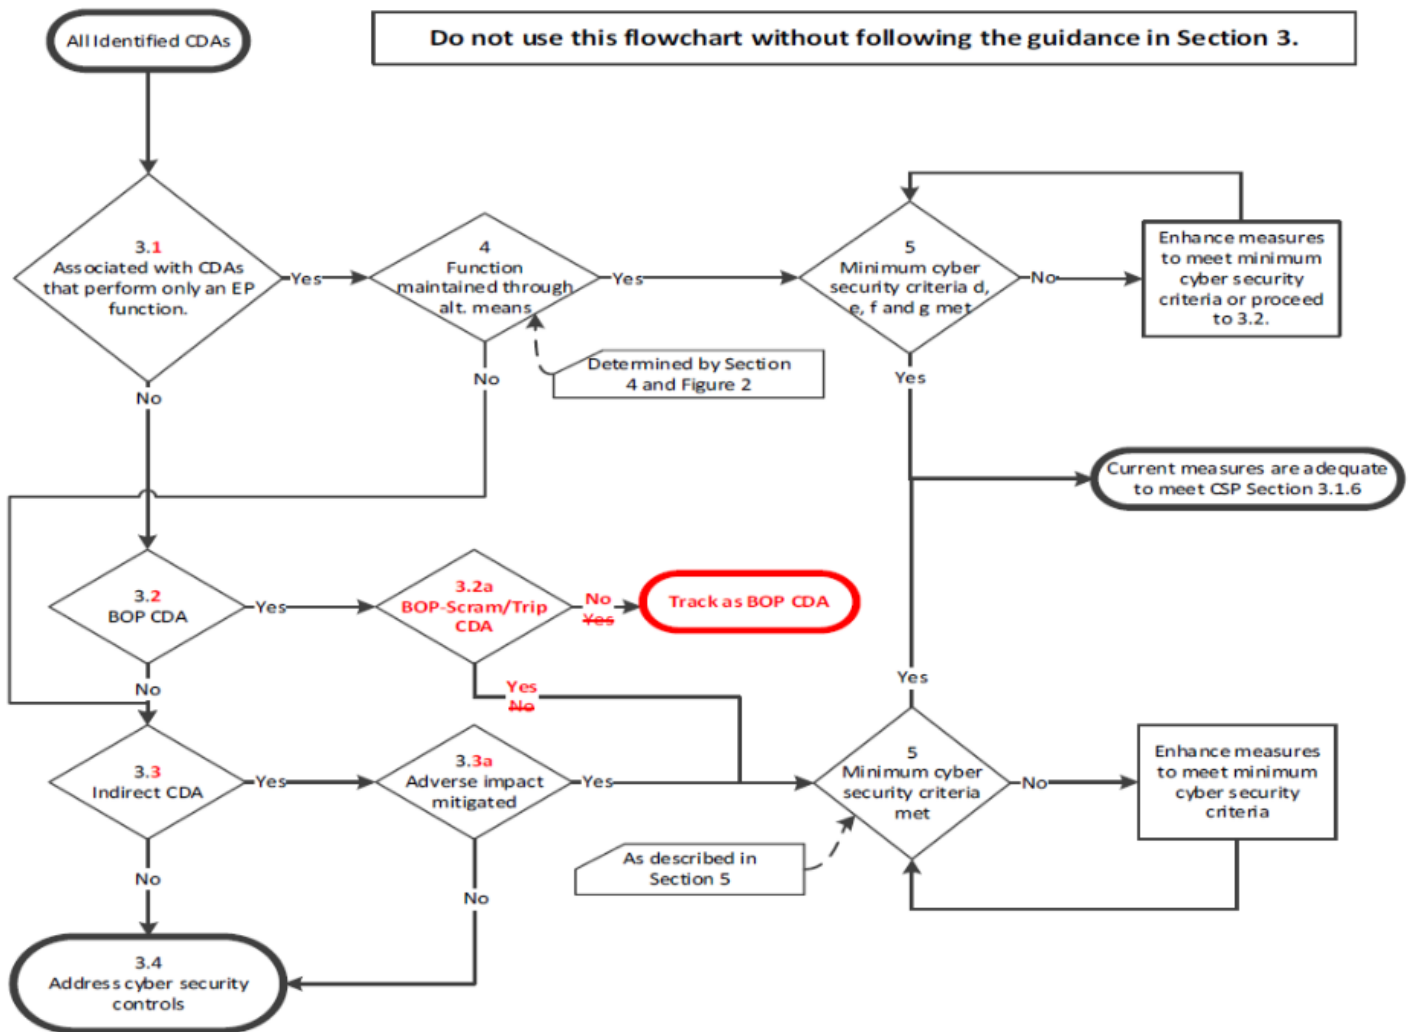 All Identified CDAs
Do not use this flowchart without following the guidance in Section 3.
3.1
Associated with CDAs
that perform only an EP
function.
Yes
4
Function
maintained through
alt. means
Yes
5
Minimum cyber
security criteria d,
e, f and g met
No
Enhance measures
to meet minimum
cyber security
criteria or proceed
to 3.2.
No
No
Determined by Section
4 and Figure 2
Yes
Current measures are adequate
to meet CSP Section 3.1.6
3.2
BOP CDA
Yes
3.2a
BOP-Scram/Trip
CDA
No
Yes
Track as BOP CDA
No
Yes
No
Yes
3.3
Indirect CDA
Yes
3.3a
Adverse impact
mitigated
Yes
5
Minimum cyber
security criteria
met
No
Enhance measures
to meet minimum
cyber security
criteria
As described in
Section 5
No
No
3.4
Address cyber security
controls